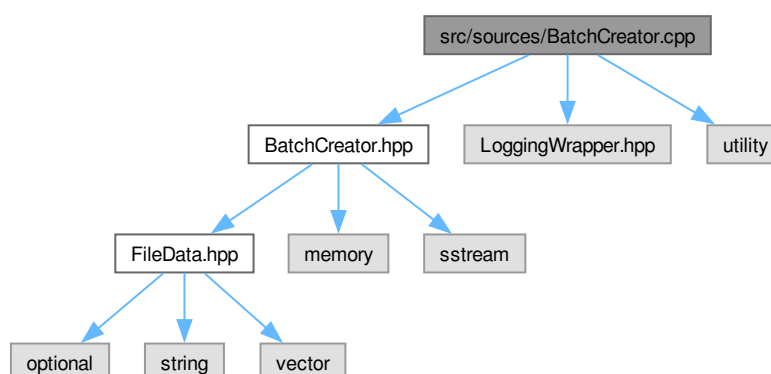 src/sources/BatchCreator.cpp
BatchCreator.hpp
LoggingWrapper.hpp
utility
FileData.hpp
memory
sstream
optional
string
vector